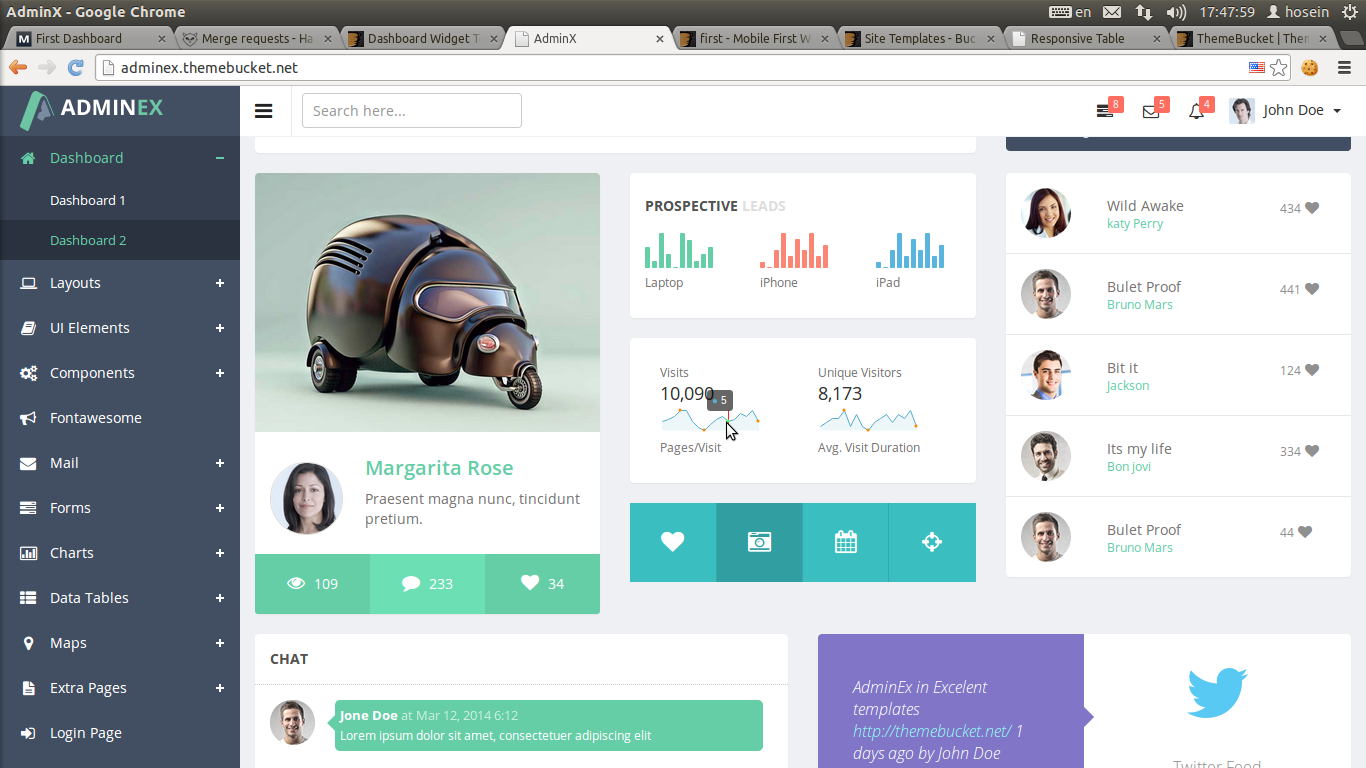 AdminX - Google Chrome
en
17:47:59
hosein
First Dashboard
Merge requests - Ha
Dashboard Widget T
AdminX
first - Mobile First W
Site Templates - Buc
Responsive Table
ThemeBucket | Then
adminex.themebucket.net
ADMINEX
Search here...
8
5
4
John Doe
Dashboard
Dashboard 1
Dashboard 2
Layouts
UI Elements
Components
Fontawesome
Mail
Forms
Charts
Data Tables
Maps
Extra Pages
Login Page
Margarita Rose
Praesent magna nunc, tincidunt
pretium.
109
233
34
PROSPECTIVE LEADS
Laptop
iPhone
iPad
Visits
10,090
5
Pages/Visit
Unique Visitors
8,173
Avg. Visit Duration
Wild Awake
katy Perry
434
Bulet Proof
Bruno Mars
441
Bit it
Jackson
124
Its my life
Bon jovi
334
Bulet Proof
Bruno Mars
44
CHAT
Jone Doe at Mar 12, 2014 6:12
Lorem ipsum dolor sit amet, consectetuer adipiscing elit
AdminEx in Excelent
templates
http://themebucket.net/ 1
days ago by John Doe
Twitter Feed